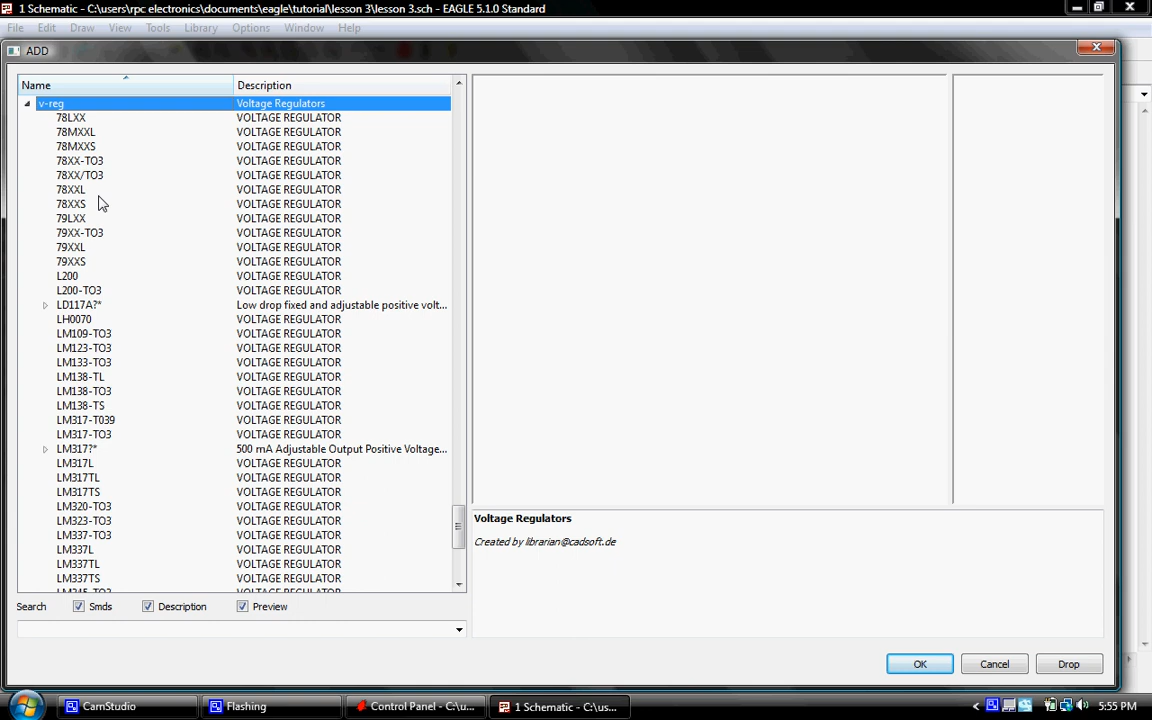 1 Schematic - C:\users\rpc electronics\documents\eagle\tutorial\lesson 3\lesson 3.sch - EAGLE 5.1.0 Standard
File Edit Draw View Tools Library Options Window Help
ADD
Name Description
v-reg Voltage Regulators
78LXX VOLTAGE REGULATOR
78MXXL VOLTAGE REGULATOR
78MXXS VOLTAGE REGULATOR
78XX-TO3 VOLTAGE REGULATOR
78XX/TO3 VOLTAGE REGULATOR
78XXL VOLTAGE REGULATOR
78XXS VOLTAGE REGULATOR
79LXX VOLTAGE REGULATOR
79XX-TO3 VOLTAGE REGULATOR
79XXL VOLTAGE REGULATOR
79XXS VOLTAGE REGULATOR
L200 VOLTAGE REGULATOR
L200-TO3 VOLTAGE REGULATOR
LD117A?* Low drop fixed and adjustable positive volt...
LH0070 VOLTAGE REGULATOR
LM109-TO3 VOLTAGE REGULATOR
LM123-TO3 VOLTAGE REGULATOR
LM133-TO3 VOLTAGE REGULATOR
LM138-TL VOLTAGE REGULATOR
LM138-TO3 VOLTAGE REGULATOR
LM138-TS VOLTAGE REGULATOR
LM317-T039 VOLTAGE REGULATOR
LM317-TO3 VOLTAGE REGULATOR
LM317?* 500 mA Adjustable Output Positive Voltage...
LM317L VOLTAGE REGULATOR
LM317TL VOLTAGE REGULATOR
LM317TS VOLTAGE REGULATOR
LM320-TO3 VOLTAGE REGULATOR
LM323-TO3 VOLTAGE REGULATOR
LM337-TO3 VOLTAGE REGULATOR
LM337L VOLTAGE REGULATOR
LM337TL VOLTAGE REGULATOR
LM337TS VOLTAGE REGULATOR
LM345-TO3 VOLTAGE REGULATOR
Voltage Regulators
Created by librarian@cadsoft.de
Search Smds Description Preview
OK Cancel Drop
CamStudio Flashing Control Panel - C:\u... 1 Schematic - C:\us... 5:55 PM